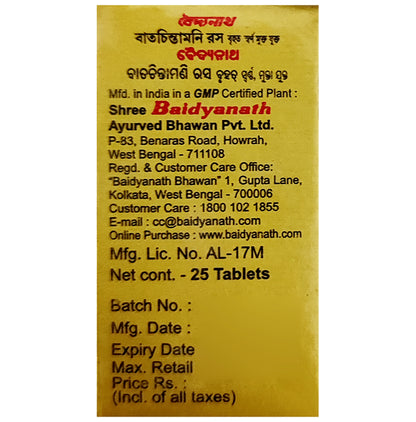 বৈদ্যনাথ
বাতচিন্তামনি রস বৃহত স্বর্ণ মুক্তা যুক্ত
ବୈଦ୍ୟନାଥ
ବାତଚିନ୍ତାମଣି ରସ ବୃହତ୍ ସ୍ୱର୍ଣ୍ଣ, ମୁକ୍ତା ଯୁକ୍ତ
Mfd. in India in a GMP Certified Plant :
Shree Baidyanath
Ayurved Bhawan Pvt. Ltd.
P-83, Benaras Road, Howrah,
West Bengal - 711108
Regd. & Customer Care Office:
"Baidyanath Bhawan" 1, Gupta Lane,
Kolkata, West Bengal - 700006
Customer Care : 1800 102 1855
E-mail : cc@baidyanath.com
Online Purchase : www.baidyanath.com
Mfg. Lic. No. AL-17M
Net cont. - 25 Tablets
Batch No. :
Mfg. Date :
Expiry Date
Max. Retail
Price Rs. :
(Incl. of all taxes)